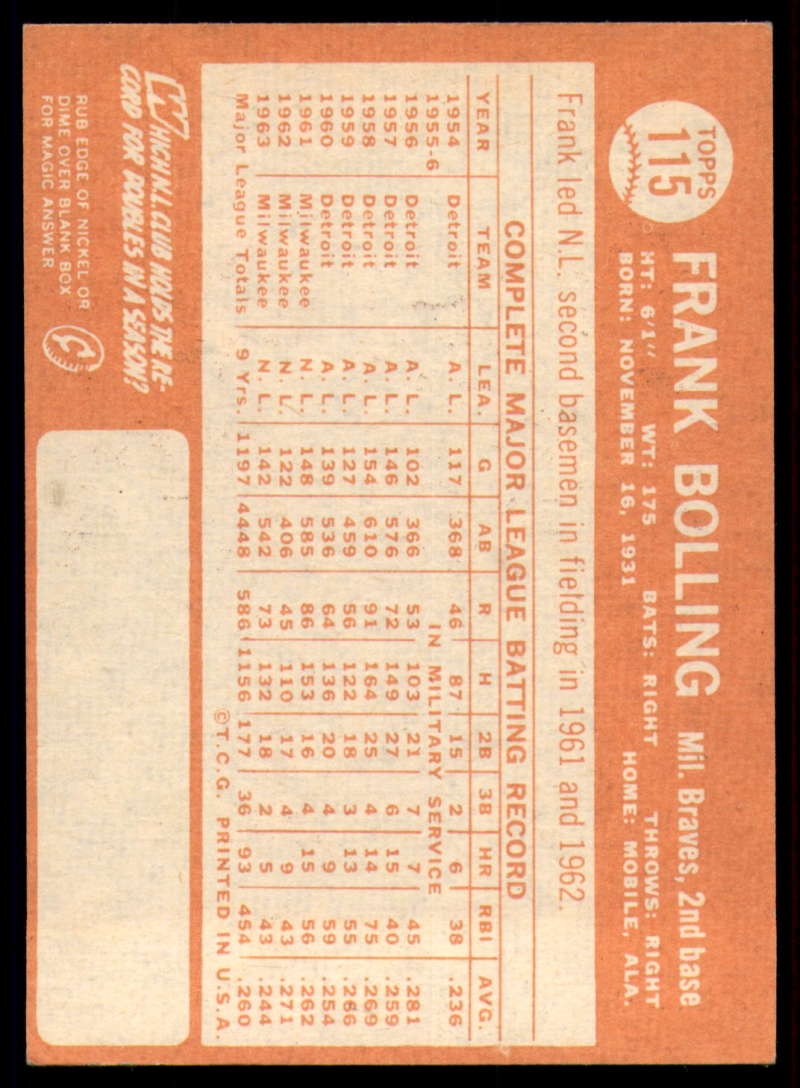 TOPPS
115
FRANK BOLLING Mil. Braves, 2nd base
HT: 6'1" WT: 175 BATS: RIGHT THROWS: RIGHT
BORN: NOVEMBER 16, 1931 HOME: MOBILE, ALA.
Frank led N.L. second basemen in fielding in 1961 and 1962.
COMPLETE MAJOR LEAGUE BATTING RECORD
YEAR TEAM LEA. G AB R H 2B 3B HR RBI AVG.
1954 Detroit A. L. 117 368 46 87 15 2 6 38 .236
1955-6 IN MILITARY SERVICE
1956 Detroit A. L. 102 366 53 103 21 7 7 45 .281
1957 Detroit A. L. 146 576 72 149 27 6 15 40 .259
1958 Detroit A. L. 154 610 91 164 25 4 14 75 .269
1959 Detroit A. L. 127 459 56 122 18 3 13 55 .266
1960 Detroit A. L. 139 536 64 136 20 4 9 59 .254
1961 Milwaukee N. L. 148 585 86 153 16 4 15 56 .262
1962 Milwaukee N. L. 122 406 45 110 17 4 9 43 .271
1963 Milwaukee N. L. 142 542 73 132 18 2 5 43 .244
Major League Totals 9 Yrs. 1197 4448 586 1156 177 36 93 454 .260
©T.C.G. PRINTED IN U.S.A.
WHICH N.L. CLUB HOLDS THE RE-
CORD FOR DOUBLES IN A SEASON?
RUB EDGE OF NICKEL OR
DIME OVER BLANK BOX
FOR MAGIC ANSWER